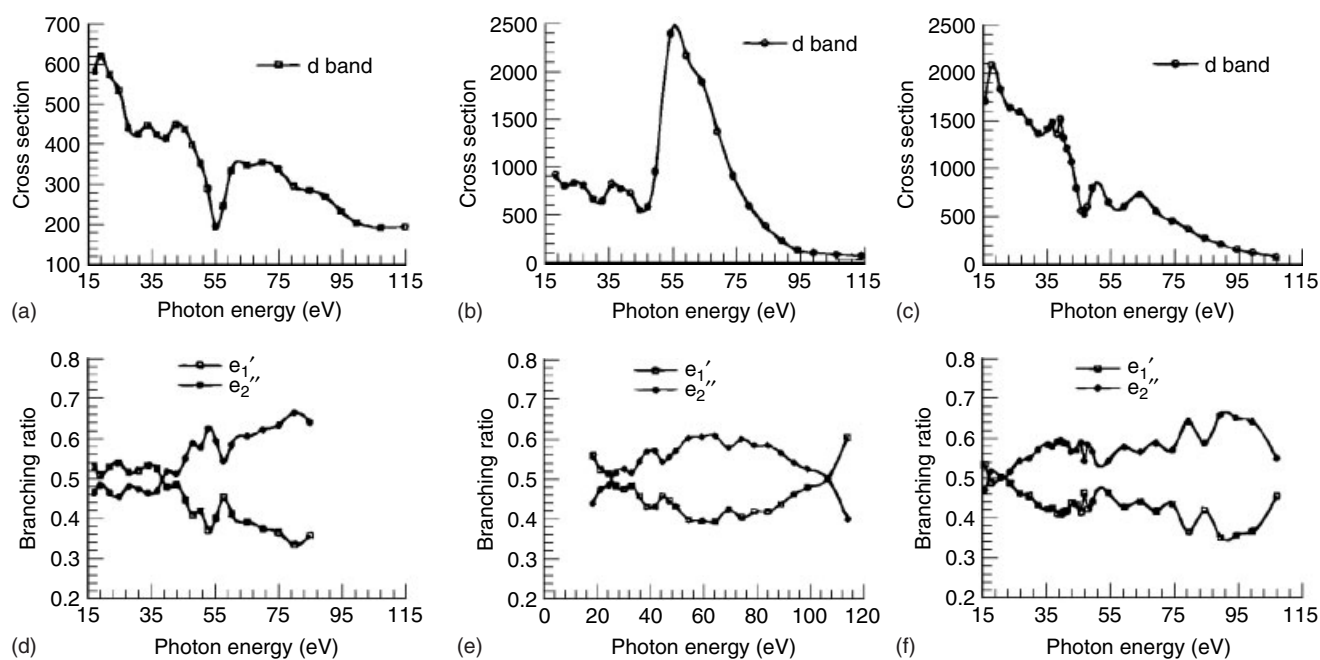 700
600
500
400
300
200
100
Cross section
d band
15 35 55 75 95 115
Photon energy (eV)
(a)
2500
2000
1500
1000
500
0
Cross section
d band
15 35 55 75 95 115
Photon energy (eV)
(b)
2500
2000
1500
1000
500
0
Cross section
d band
15 35 55 75 95 115
Photon energy (eV)
(c)
0.8
0.7
0.6
0.5
0.4
0.3
0.2
Branching ratio
e1′
e2″
15 35 55 75 95 115
Photon energy (eV)
(d)
0.8
0.7
0.6
0.5
0.4
0.3
0.2
Branching ratio
e1′
e2″
0 20 40 60 80 100 120
Photon energy (eV)
(e)
0.8
0.7
0.6
0.5
0.4
0.3
0.2
Branching ratio
e1′
e2″
15 35 55 75 95 115
Photon energy (eV)
(f)